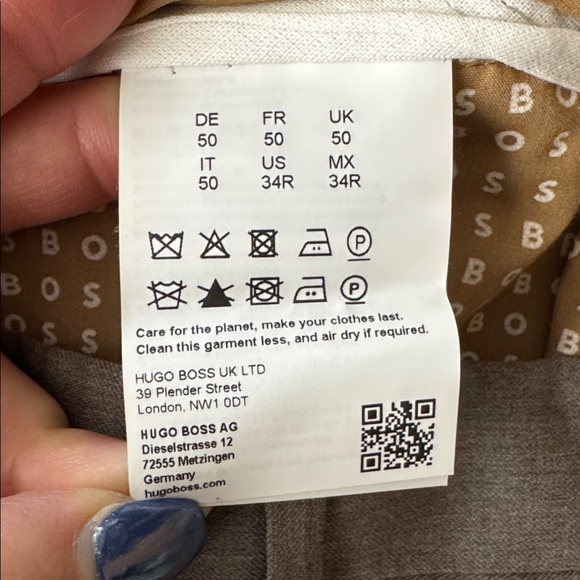 DE FR UK
50 50 50
IT US MX
50 34R 34R
P
P
Care for the planet, make your clothes last.
Clean this garment less, and air dry if required.
HUGO BOSS UK LTD
39 Plender Street
London, NW1 0DT
HUGO BOSS AG
Dieselstrasse 12
72555 Metzingen
Germany
hugoboss.com
S B O
O S
S S
S B
B O S
B O
B O S
B O
O S S